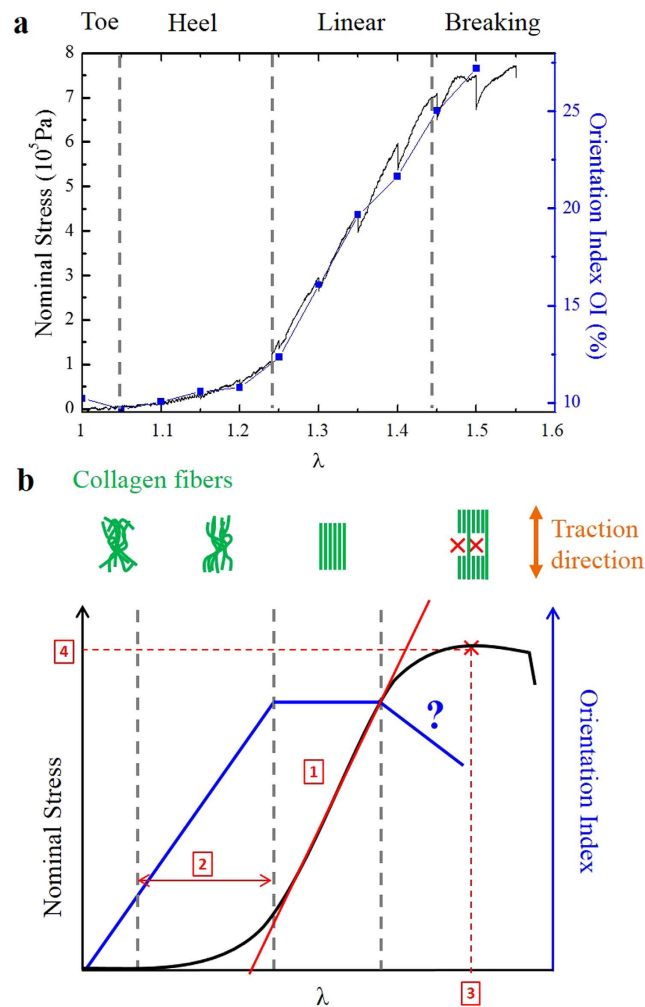 a
Toe Heel Linear Breaking
8
7
6
5
4
3
2
1
0
Nominal Stress (10⁵Pa)
25
20
15
10
Orientation Index OI (%)
1 1.1 1.2 1.3 1.4 1.5 1.6
λ
b
Collagen fibers
Traction
direction
4
?
1
2
Nominal Stress
Orientation Index
λ
3